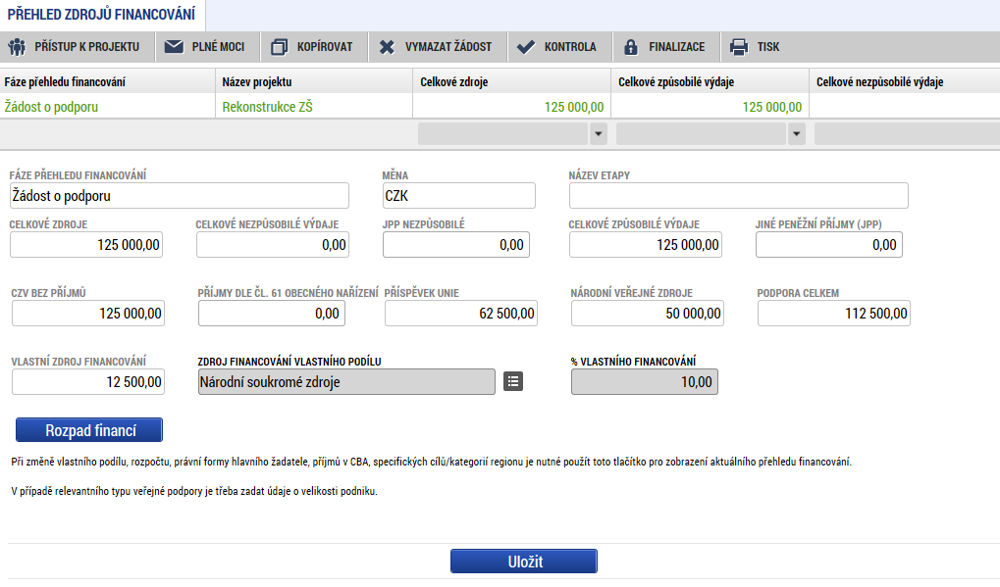 PŘEHLED ZDROJŮ FINANCOVÁNÍ
PŘÍSTUP K PROJEKTU PLNÉ MOCI KOPÍROVAT VYMAZAT ŽÁDOST KONTROLA FINALIZACE TISK
Fáze přehledu financování Název projektu Celkové zdroje Celkové způsobilé výdaje Celkové nezpůsobilé výdaje
Žádost o podporu Rekonstrukce ZŠ 125 000,00 125 000,00
FÁZE PŘEHLEDU FINANCOVÁNÍ MĚNA NÁZEV ETAPY
Žádost o podporu CZK
CELKOVÉ ZDROJE CELKOVÉ NEZPŮSOBILÉ VÝDAJE JPP NEZPŮSOBILÉ CELKOVÉ ZPŮSOBILÉ VÝDAJE JINÉ PENĚŽNÍ PŘÍJMY (JPP)
125 000,00 0,00 0,00 125 000,00 0,00
CZV BEZ PŘÍJMŮ PŘÍJMY DLE ČL. 61 OBECNÉHO NAŘÍZENÍ PŘÍSPĚVEK UNIE NÁRODNÍ VEŘEJNÉ ZDROJE PODPORA CELKEM
125 000,00 0,00 62 500,00 50 000,00 112 500,00
VLASTNÍ ZDROJ FINANCOVÁNÍ ZDROJ FINANCOVÁNÍ VLASTNÍHO PODÍLU % VLASTNÍHO FINANCOVÁNÍ
12 500,00 Národní soukromé zdroje 10,00
Rozpad financí
Při změně vlastního podílu, rozpočtu, právní formy hlavního žadatele, příjmů v CBA, specifických cílů/kategorií regionu je nutné použít toto tlačítko pro zobrazení aktuálního přehledu financování.
V případě relevantního typu veřejné podpory je třeba zadat údaje o velikosti podniku.
Uložit